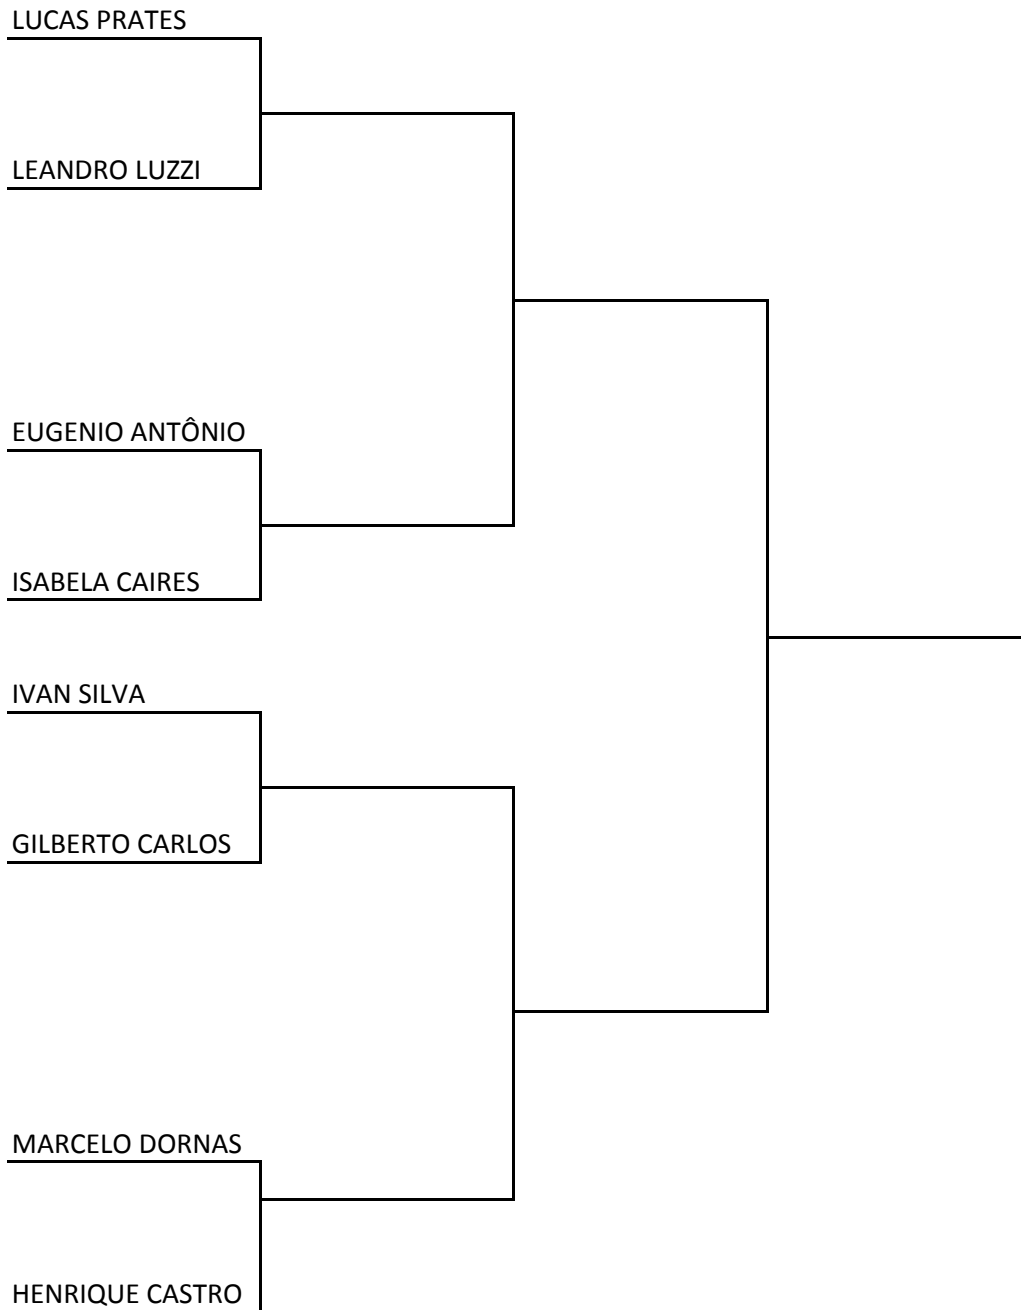 LUCAS PRATES
LEANDRO LUZZI
EUGENIO ANTÔNIO
ISABELA CAIRES
IVAN SILVA
GILBERTO CARLOS
MARCELO DORNAS
HENRIQUE CASTRO